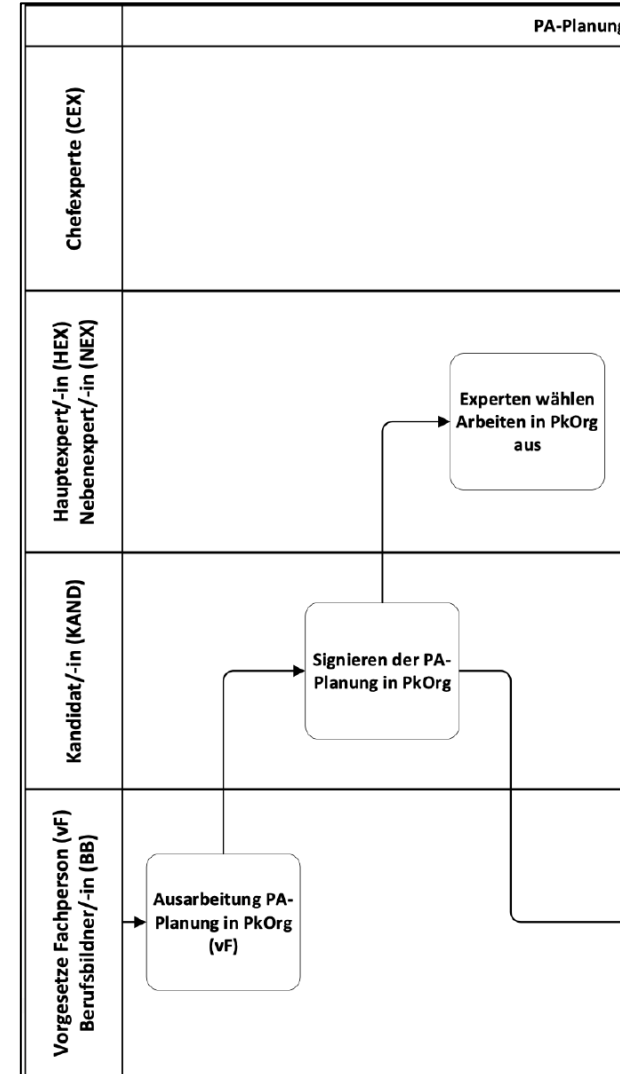 PA-Planung
Chefexperte (CEX)
Hauptexpert/-in (HEX)
Nebenexpert/-in (NEX)
Experten wählen
Arbeiten in PkOrg
aus
Kandidat/-in (KAND)
Signieren der PA-
Planung in PkOrg
Vorgesetze Fachperson (vF)
Berufsbildner/-in (BB)
Ausarbeitung PA-
Planung in PkOrg
(vF)